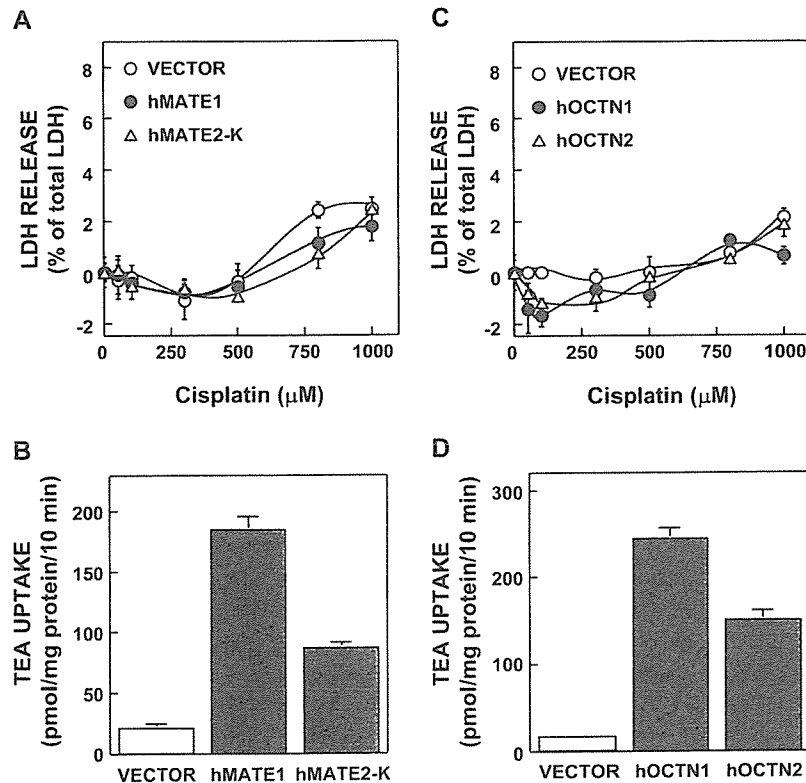 A
8
6
4
2
0
-2
LDH RELEASE
(% of total LDH)
VECTOR
hMATE1
hMATE2-K
0 250 500 750 1000
Cisplatin (μM)
C
8
6
4
2
0
-2
LDH RELEASE
(% of total LDH)
VECTOR
hOCTN1
hOCTN2
0 250 500 750 1000
Cisplatin (μM)
B
200
150
100
50
0
TEA UPTAKE
(pmol/mg protein/10 min)
VECTOR hMATE1 hMATE2-K
D
300
200
100
0
TEA UPTAKE
(pmol/mg protein/10 min)
VECTOR hOCTN1 hOCTN2